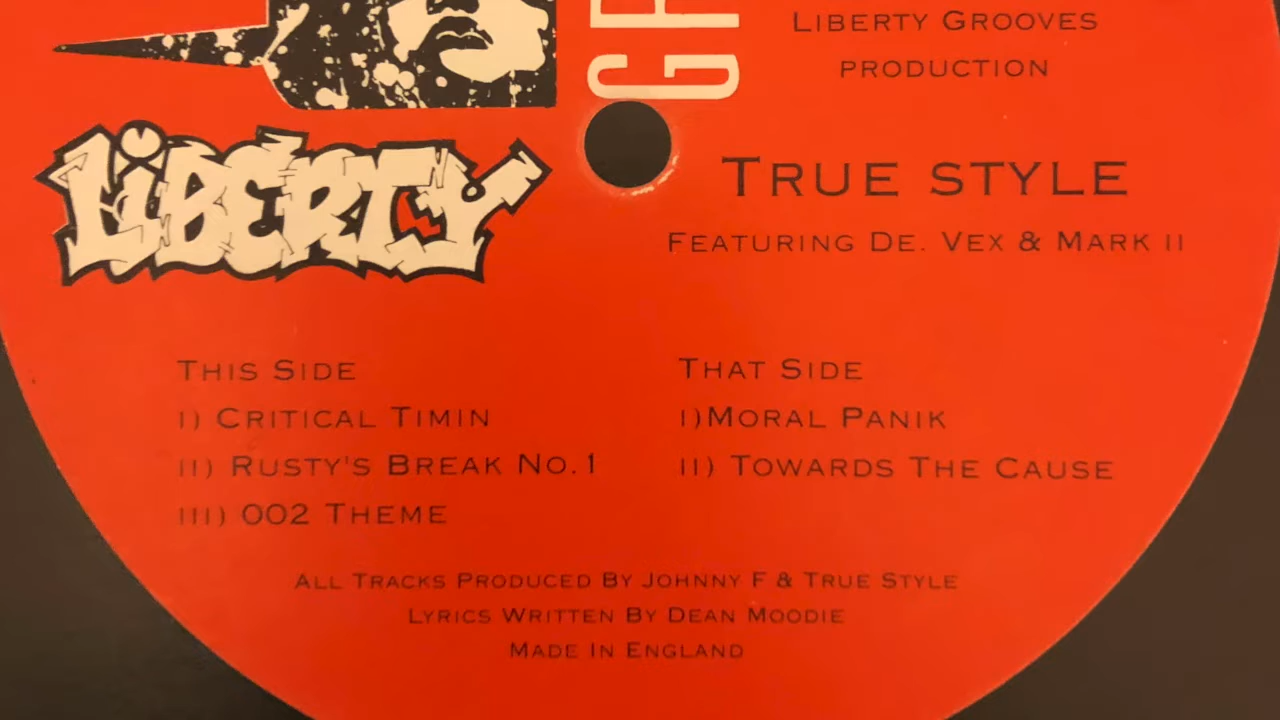 LIBERTY GROOVES
PRODUCTION
LIBERTY
TRUE STYLE
FEATURING DE. VEX & MARK II
THIS SIDE
I) CRITICAL TIMIN
II) RUSTY'S BREAK NO.1
III) 002 THEME
THAT SIDE
I)MORAL PANIK
II) TOWARDS THE CAUSE
ALL TRACKS PRODUCED BY JOHNNY F & TRUE STYLE
LYRICS WRITTEN BY DEAN MOODIE
MADE IN ENGLAND